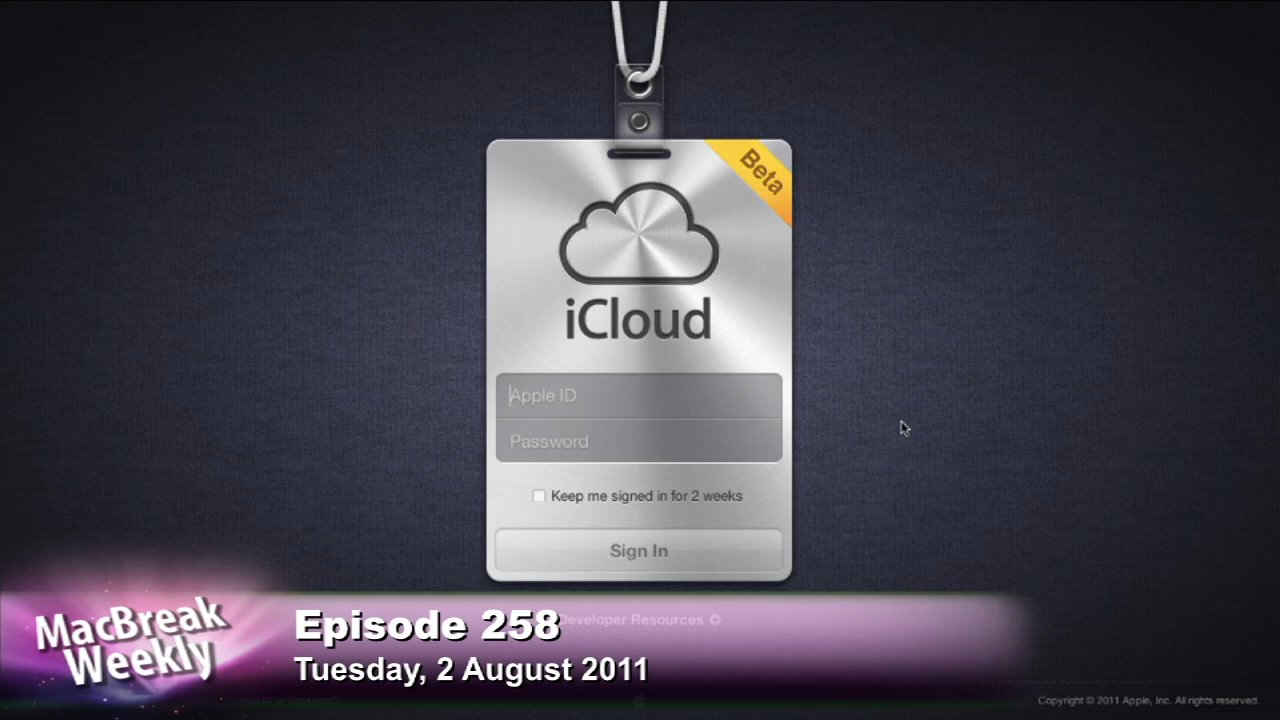 Beta
iCloud
Apple ID
Password
Keep me signed in for 2 weeks
Sign In
MacBreak
Weekly
Episode 258
Developer Resources
Tuesday, 2 August 2011
Copyright © 2011 Apple, Inc. All rights reserved.